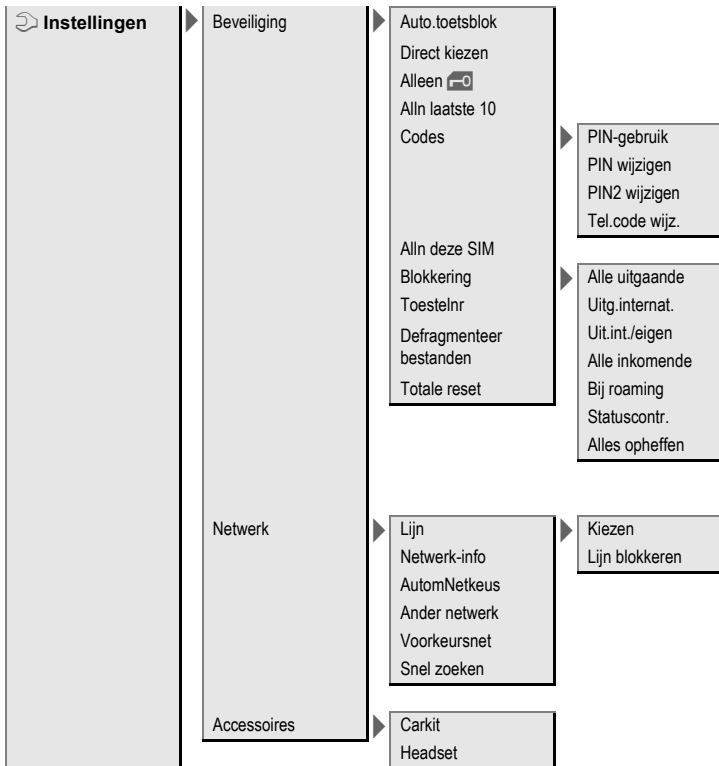 Instellingen
Beveiliging
Auto.toetsblok
Direct kiezen
Alleen
Alln laatste 10
Codes
PIN-gebruik
PIN wijzigen
PIN2 wijzigen
Tel.code wijz.
Alln deze SIM
Blokkering
Alle uitgaande
Uitg.internat.
Uit.int./eigen
Alle inkomende
Bij roaming
Statuscontr.
Alles opheffen
Toestelnr
Defragmenteer
bestanden
Totale reset
Netwerk
Lijn
Kiezen
Lijn blokkeren
Netwerk-info
AutomNetkeus
Ander netwerk
Voorkeursnet
Snel zoeken
Accessoires
Carkit
Headset